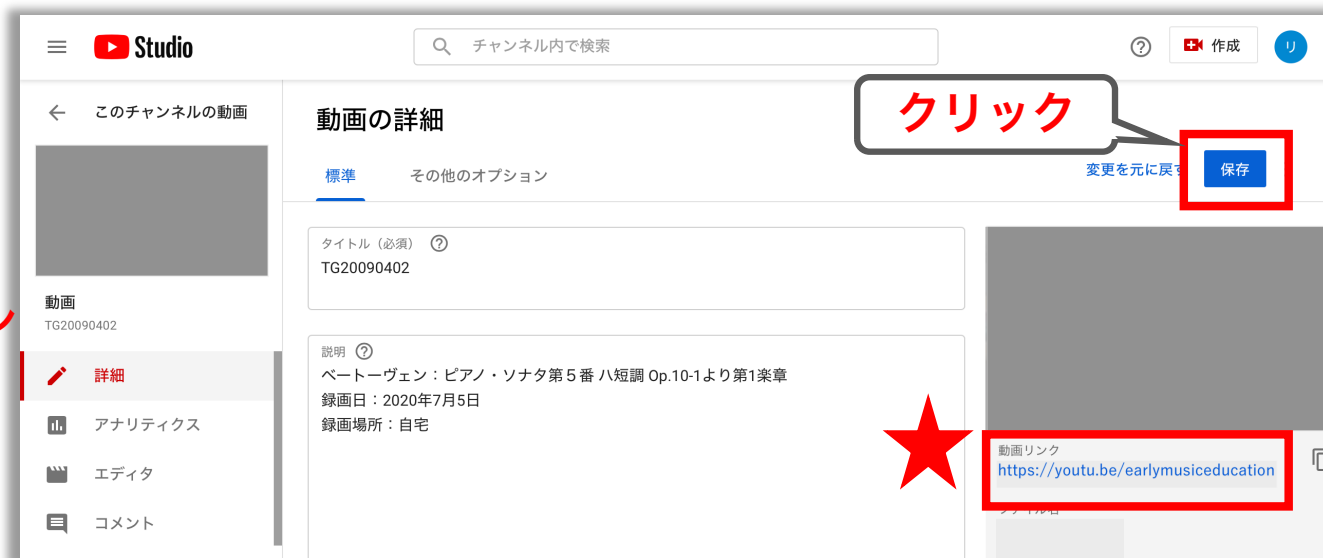 Studio
チャンネル内で検索
作成
リ
このチャンネルの動画
動画の詳細
クリック
標準
その他のオプション
変更を元に戻す
保存
タイトル（必須）
TG20090402
動画
TG20090402
説明
ベートーヴェン：ピアノ・ソナタ第５番 ハ短調 Op.10-1より第1楽章
録画日：2020年7月5日
録画場所：自宅
詳細
アナリティクス
エディタ
コメント
動画リンク
https://youtu.be/earlymusiceducation
ファイル名